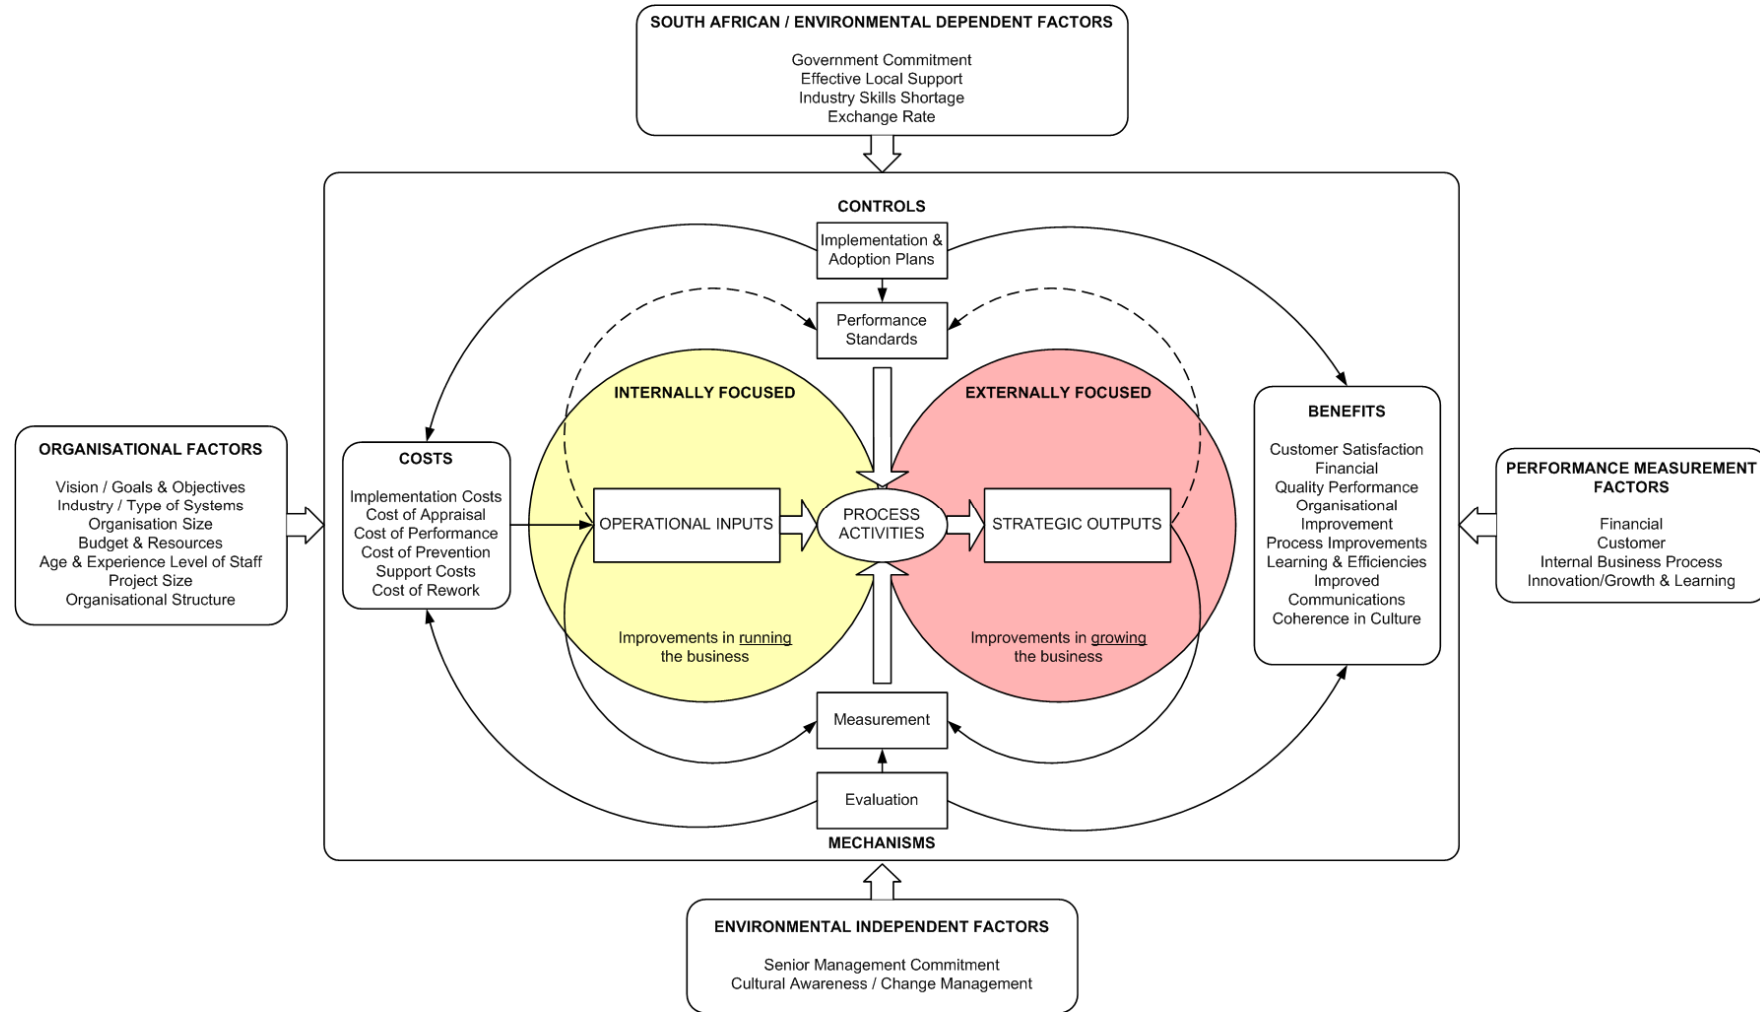 SOUTH AFRICAN / ENVIRONMENTAL DEPENDENT FACTORS
Government Commitment
Effective Local Support
Industry Skills Shortage
Exchange Rate
CONTROLS
Implementation &
Adoption Plans
Performance
Standards
INTERNALLY FOCUSED
EXTERNALLY FOCUSED
ORGANISATIONAL FACTORS
Vision / Goals & Objectives
Industry / Type of Systems
Organisation Size
Budget & Resources
Age & Experience Level of Staff
Project Size
Organisational Structure
COSTS
Implementation Costs
Cost of Appraisal
Cost of Performance
Cost of Prevention
Support Costs
Cost of Rework
OPERATIONAL INPUTS
PROCESS
ACTIVITIES
STRATEGIC OUTPUTS
BENEFITS
Customer Satisfaction
Financial
Quality Performance
Organisational
Improvement
Process Improvements
Learning & Efficiencies
Improved
Communications
Coherence in Culture
PERFORMANCE MEASUREMENT
FACTORS
Financial
Customer
Internal Business Process
Innovation/Growth & Learning
Improvements in running
the business
Improvements in growing
the business
Measurement
Evaluation
MECHANISMS
ENVIRONMENTAL INDEPENDENT FACTORS
Senior Management Commitment
Cultural Awareness / Change Management